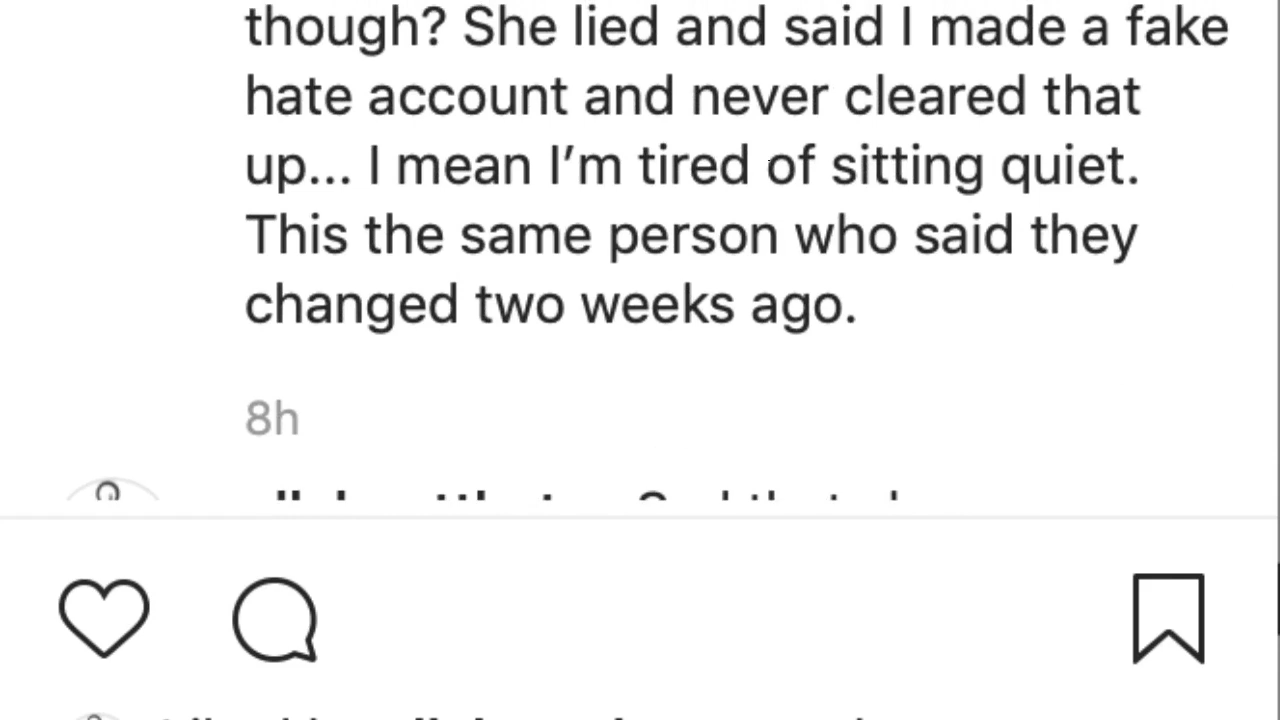 though? She lied and said I made a fake
hate account and never cleared that
up... I mean I’m tired of sitting quiet.
This the same person who said they
changed two weeks ago.
8h